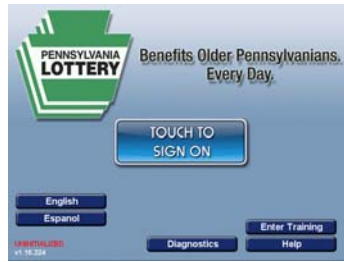 PENNSYLVANIA
LOTTERY
Benefits Older Pennsylvanians.
Every Day.
TOUCH TO
SIGN ON
English
Espanol
Enter Training
UNINITIALIZED
Diagnostics
Help